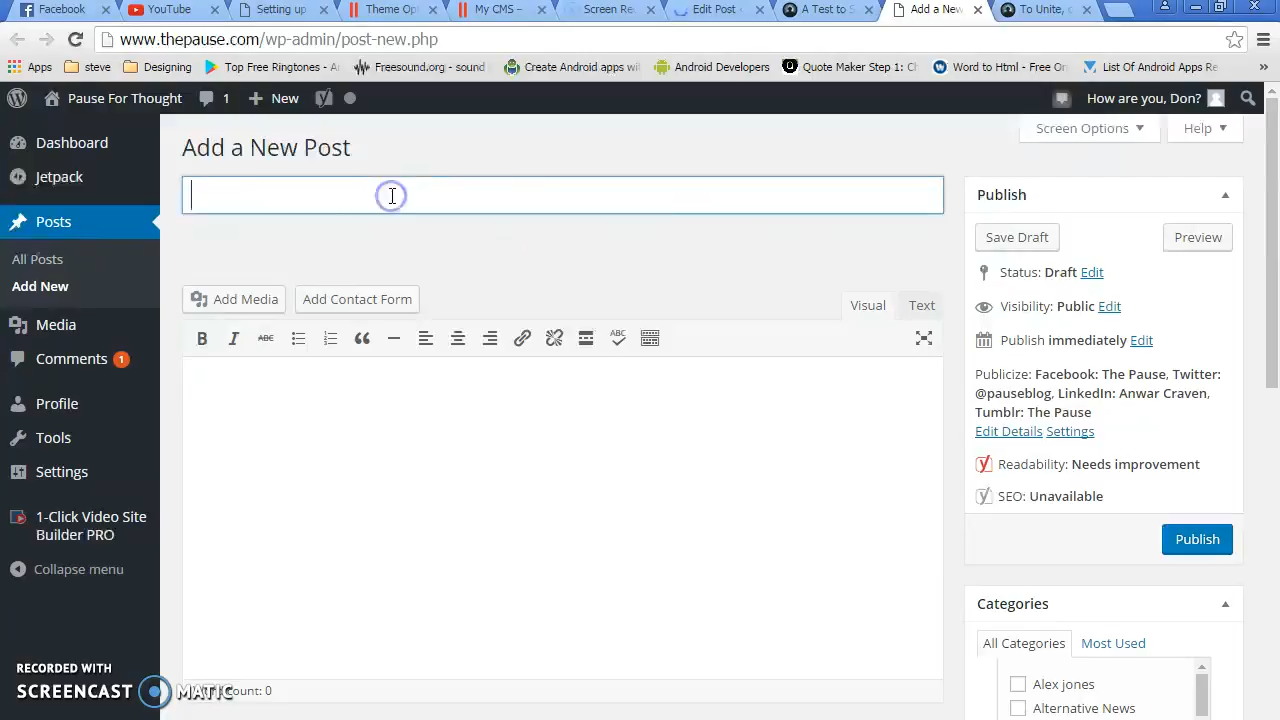 Facebook
YouTube
Setting up
Theme Opt
My CMS –
Screen Re
Edit Post
A Test to S
Add a New
To Unite, c
www.thepause.com/wp-admin/post-new.php
Apps
steve
Designing
Top Free Ringtones - A
Freesound.org - sound
Create Android apps wi
Android Developers
Quote Maker Step 1: C
Word to Html - Free On
List Of Android Apps Re
»
Pause For Thought
1
New
How are you, Don?
Screen Options
Help
Dashboard
Jetpack
Posts
All Posts
Add New
Media
Comments 1
Profile
Tools
Settings
1-Click Video Site
Builder PRO
Collapse menu
Add a New Post
Add Media
Add Contact Form
Visual
Text
B
I
ABC
ABC
Count: 0
Publish
Save Draft
Preview
Status: Draft Edit
Visibility: Public Edit
Publish immediately Edit
Publicize: Facebook: The Pause, Twitter:
@pauseblog, LinkedIn: Anwar Craven,
Tumblr: The Pause
Edit Details Settings
Readability: Needs improvement
SEO: Unavailable
Publish
Categories
All Categories
Most Used
Alex jones
Alternative News
RECORDED WITH
SCREENCAST MATIC